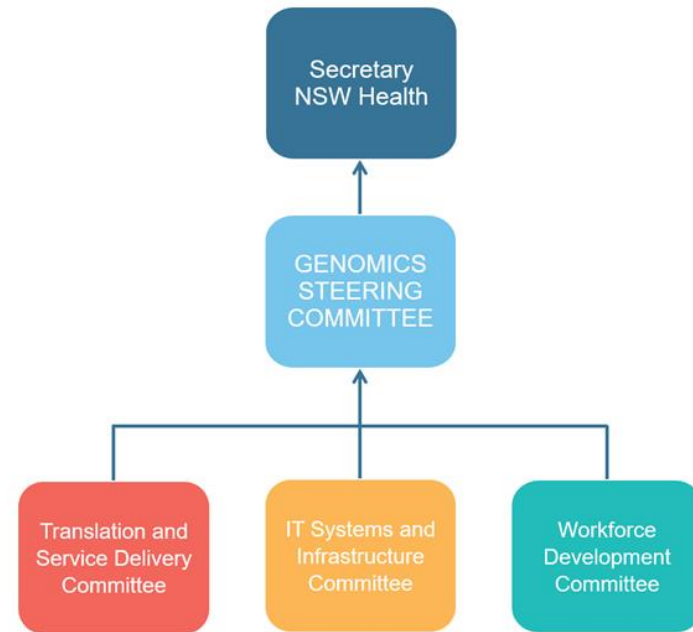 Secretary
NSW Health
GENOMICS
STEERING
COMMITTEE
Translation and
Service Delivery
Committee
IT Systems and
Infrastructure
Committee
Workforce
Development
Committee